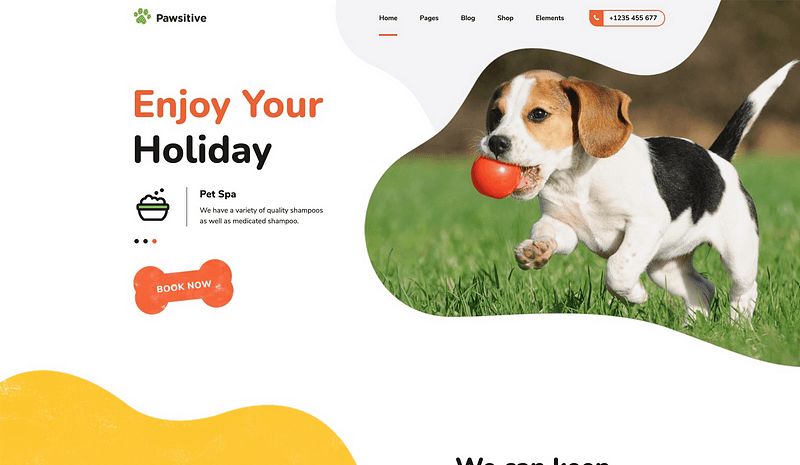 Pawsitive
Home Pages Blog Shop Elements
+1235 455 677
Enjoy Your
Holiday
Pet Spa
We have a variety of quality shampoos
as well as medicated shampoo.
BOOK NOW
We can keep